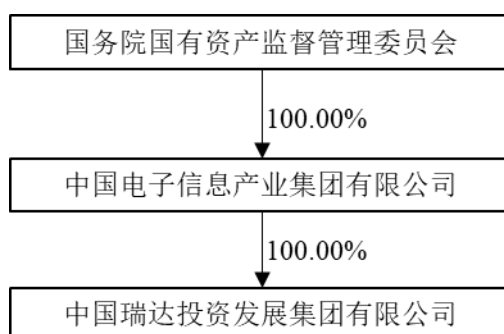 国务院国有资产监督管理委员会
100.00%
中国电子信息产业集团有限公司
100.00%
中国瑞达投资发展集团有限公司